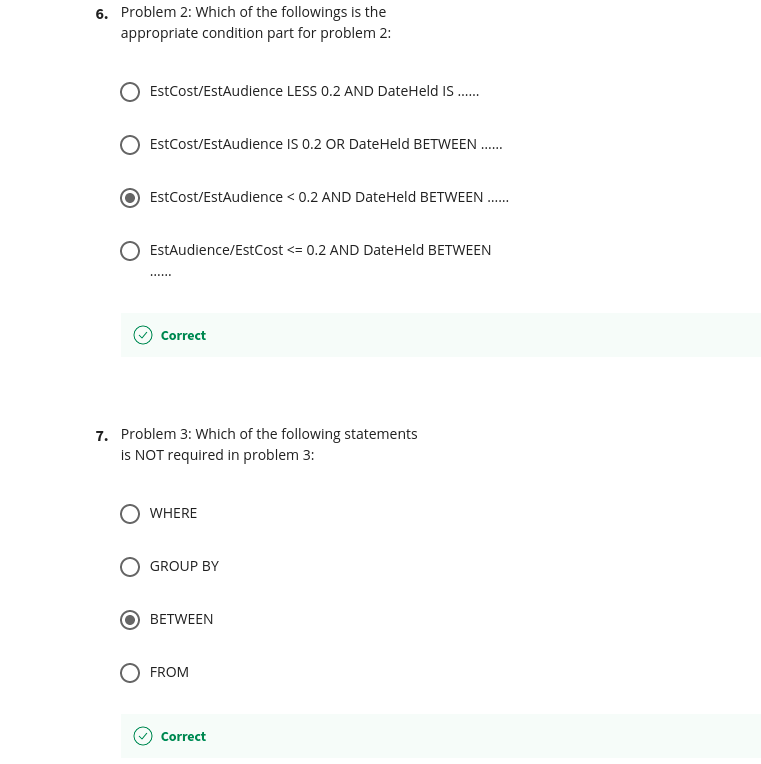 6. Problem 2: Which of the followings is the
appropriate condition part for problem 2:
EstCost/EstAudience LESS 0.2 AND DateHeld IS ......
EstCost/EstAudience IS 0.2 OR DateHeld BETWEEN ......
EstCost/EstAudience < 0.2 AND DateHeld BETWEEN ......
EstAudience/EstCost <= 0.2 AND DateHeld BETWEEN
......
Correct
7. Problem 3: Which of the following statements
is NOT required in problem 3:
WHERE
GROUP BY
BETWEEN
FROM
Correct